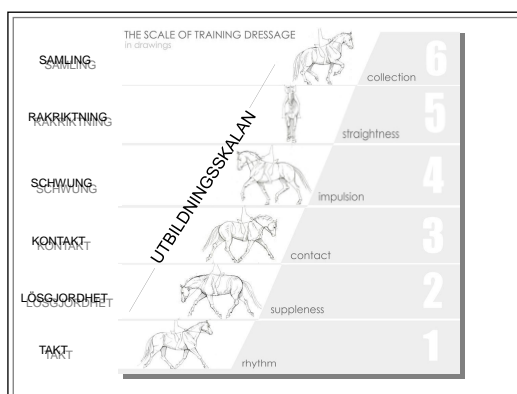 THE SCALE OF TRAINING DRESSAGE
in drawings
SAMLING
collection
6
RAKRIKTNING
straightness
5
SCHWUNG
impulsion
4
UTBILDNINGSSKALAN
KONTAKT
contact
3
LÖSGJORDHET
suppleness
2
TAKT
rhythm
1